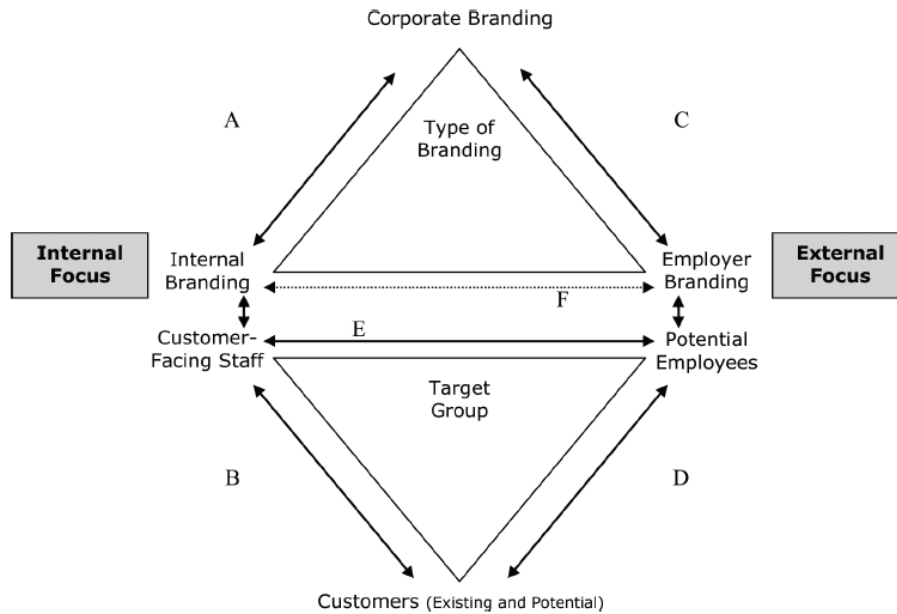 Corporate Branding
A
C
Type of
Branding
Internal
Focus
Internal
Branding
Employer
Branding
External
Focus
F
E
Customer-
Facing Staff
Potential
Employees
Target
Group
B
D
Customers (Existing and Potential)